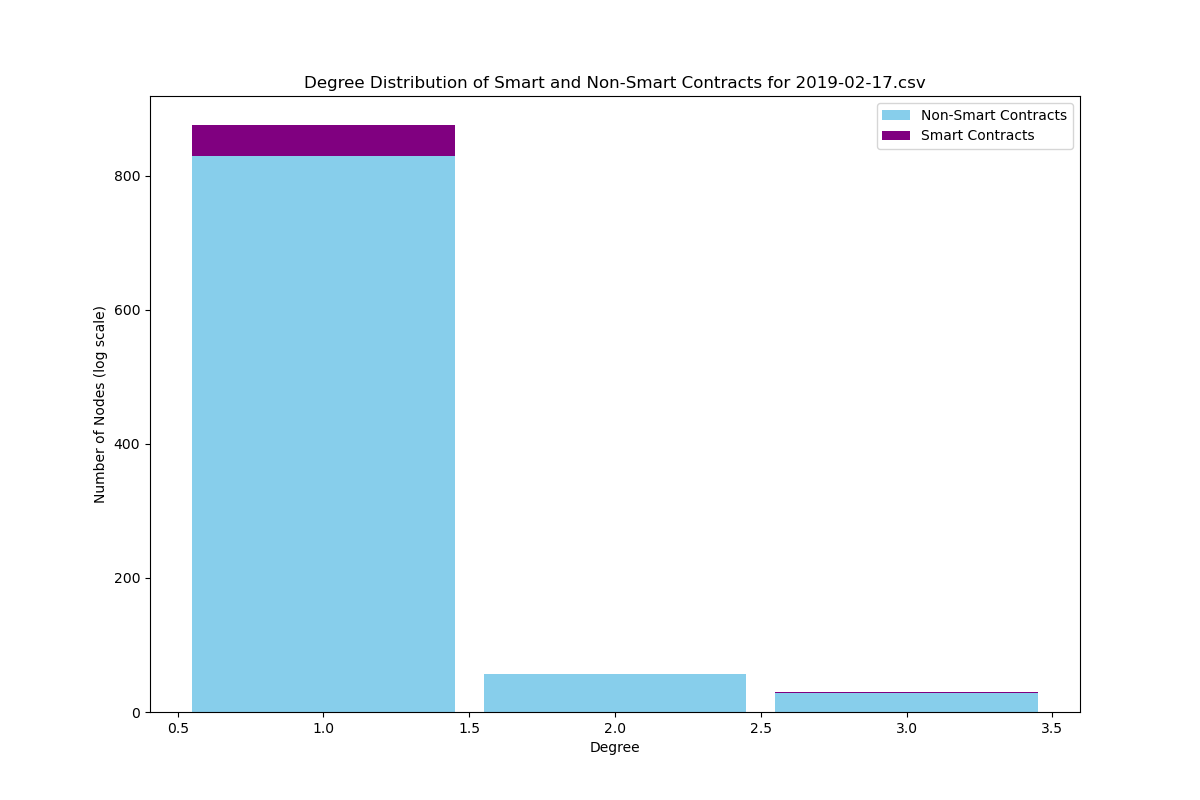 Degree Distribution of Smart and Non-Smart Contracts for 2019-02-17.csv
Non-Smart Contracts
Smart Contracts
Number of Nodes (log scale)
800
600
400
200
0
0.5 1.0 1.5 2.0 2.5 3.0 3.5
Degree